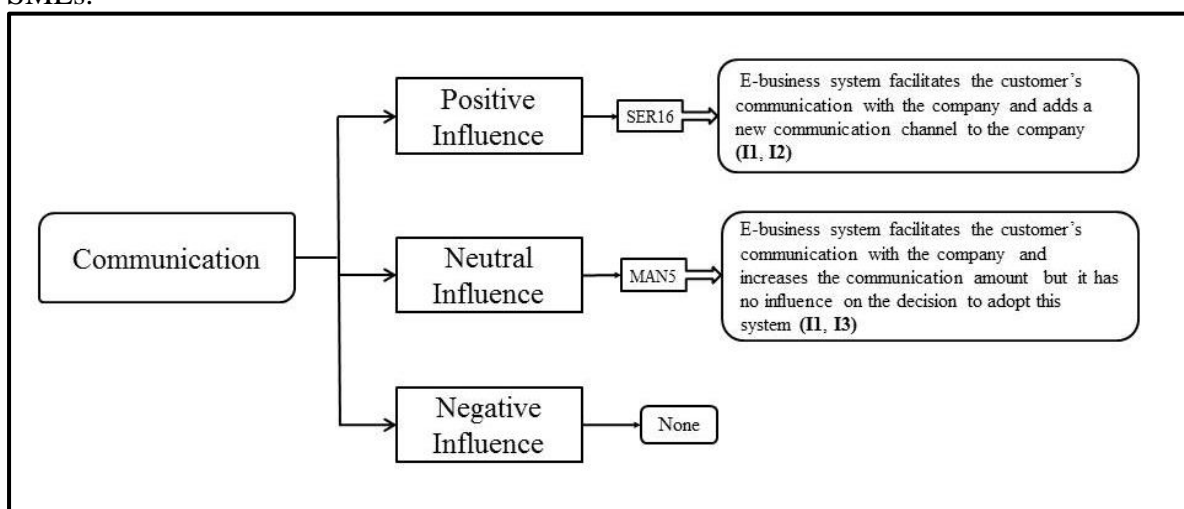 SMEs.
Positive
Influence
SER16
E-business system facilitates the customer's
communication with the company and adds a
new communication channel to the company
(I1, I2)
Communication
Neutral
Influence
MAN5
E-business system facilitates the customer's
communication with the company and
increases the communication amount but it has
no influence on the decision to adopt this
system (I1, I3)
Negative
Influence
None